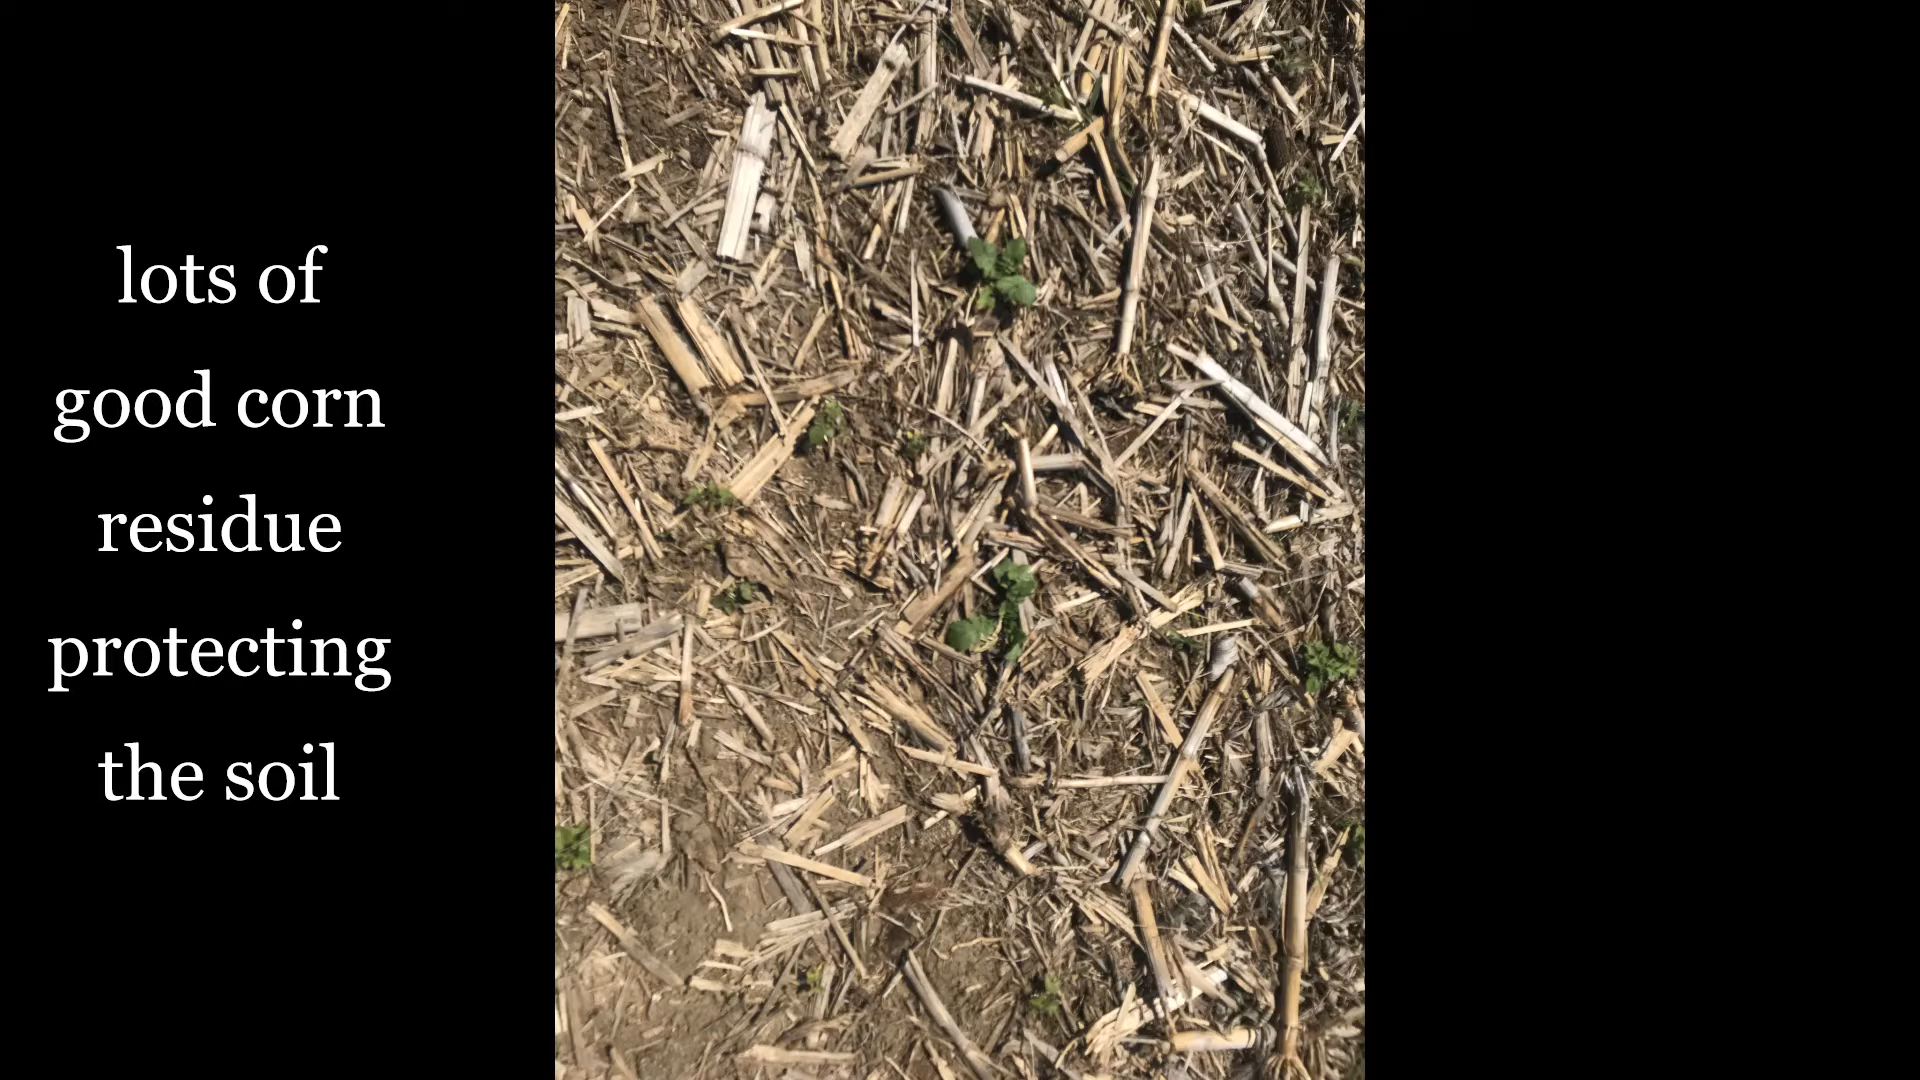 lots of
good corn
residue
protecting
the soil